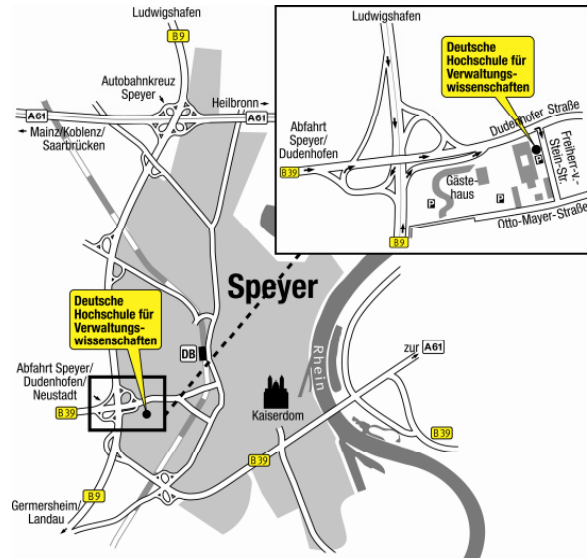 Ludwigshafen
B9
Autobahnkreuz
Speyer
Heilbronn
A61
A61
Mainz/Koblenz/
Saarbrücken
Ludwigshafen
Deutsche
Hochschule für
Verwaltungs-
wissenschaften
Dudenhofer Straße
Abfahrt
Speyer/
Dudenhofen
B39
Gäste-
haus
P
P
P
Freiherr-v.-
Stein-Str.
Otto-Mayer-Straße
B9
Speyer
Deutsche
Hochschule für
Verwaltungs-
wissenschaften
DB
Rhein
zur A61
Abfahrt Speyer/
Dudenhofen/
Neustadt
B39
Kaiserdom
B39
B39
B9
Germersheim/
Landau